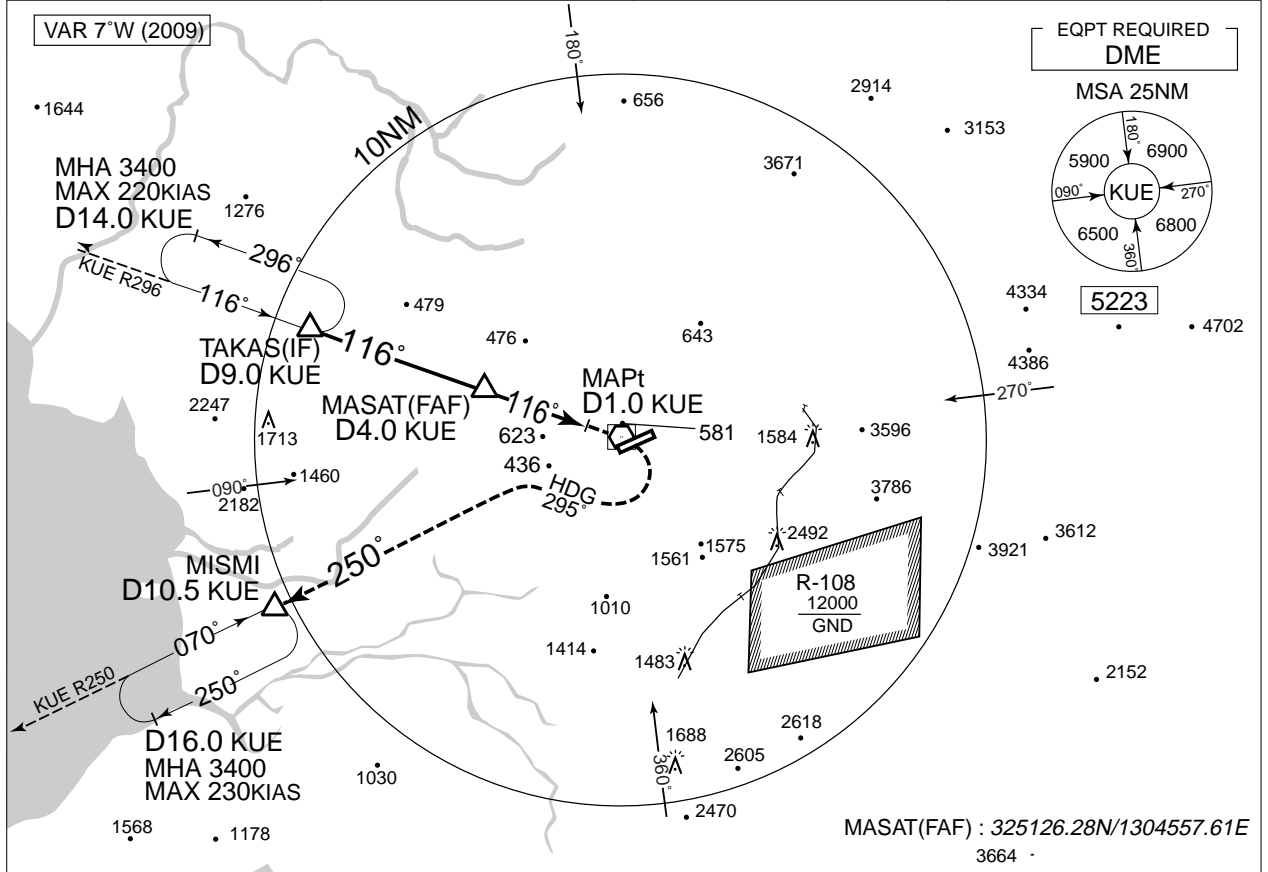 VAR 7°W (2009)
EQPT REQUIRED
DME
MSA 25NM
180°
5900
6900
090°
KUE
270°
6500
6800
360°
5223
180°
656
2914
3153
3671
1644
10NM
MHA 3400
MAX 220KIAS
D14.0 KUE
1276
296°
KUE R296
116°
479
4334
4702
4386
TAKAS(IF)
D9.0 KUE
116°
476
643
270°
MASAT(FAF)
D4.0 KUE
116°
MAPt
D1.0 KUE
581
2247
1713
623
436
1584
3596
1460
090°
2182
HDG
295°
3786
2492
3612
3921
1575
1561
250°
MISMI
D10.5 KUE
R-108
12000
GND
1010
070°
1414
1483
2152
KUE R250
250°
D16.0 KUE
MHA 3400
MAX 230KIAS
1688
360°
2618
2605
1030
2470
1568
1178
MASAT(FAF) : 325126.28N/1304557.61E
3664